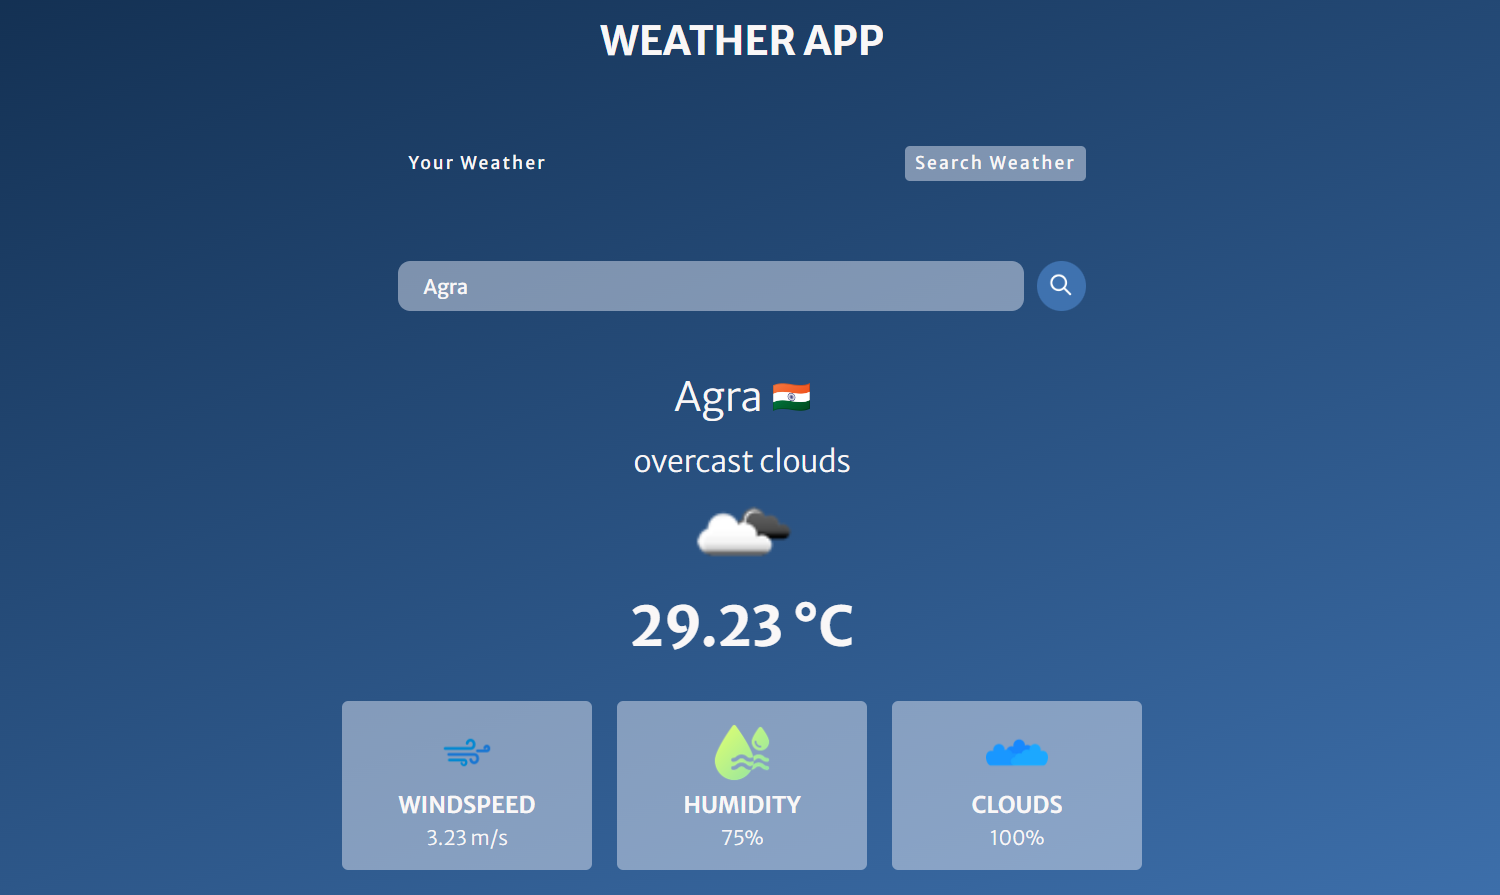 WEATHER APP
Your Weather
Search Weather
Agra
Agra
overcast clouds
29.23 °C
WINDSPEED
3.23 m/s
HUMIDITY
75%
CLOUDS
100%